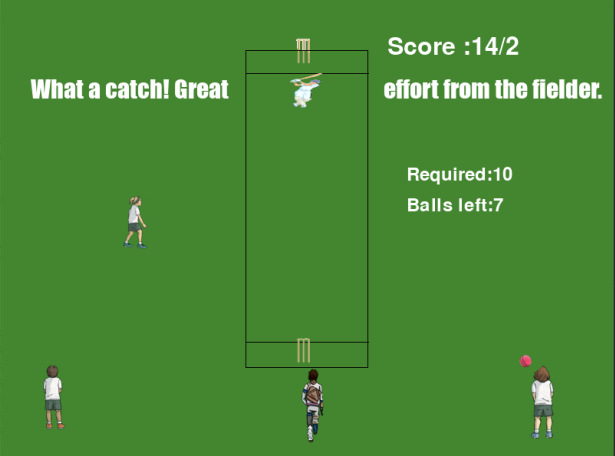 Score :14/2
What a catch! Great effort from the fielder.
Required:10
Balls left:7